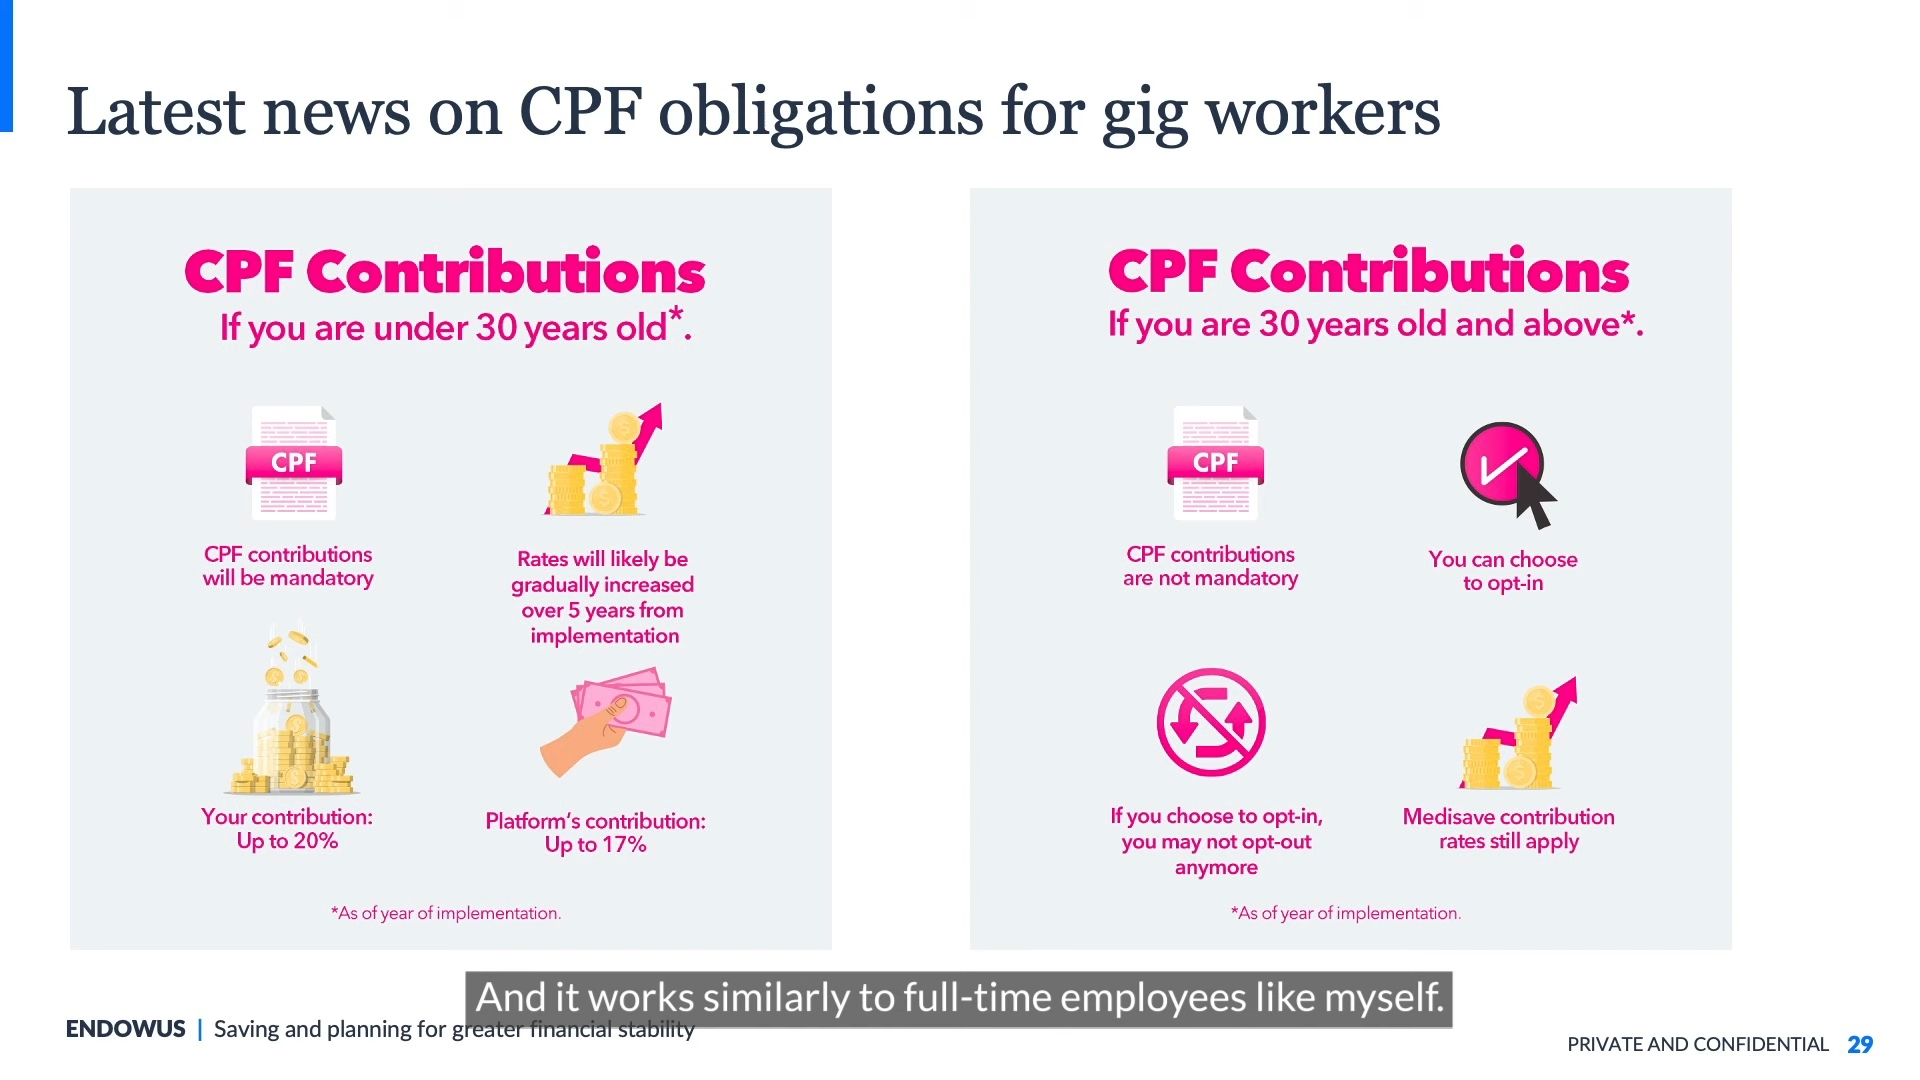 Latest news on CPF obligations for gig workers
CPF Contributions
If you are under 30 years old*.
CPF
CPF contributions
will be mandatory
Rates will likely be
gradually increased
over 5 years from
implementation
Your contribution:
Up to 20%
Platform's contribution:
Up to 17%
*As of year of implementation.
CPF Contributions
If you are 30 years old and above*.
CPF
CPF contributions
are not mandatory
You can choose
to opt-in
If you choose to opt-in,
you may not opt-out
anymore
Medisave contribution
rates still apply
*As of year of implementation.
And it works similarly to full-time employees like myself.
ENDOWUS | Saving and planning for greater financial stability
PRIVATE AND CONFIDENTIAL 29